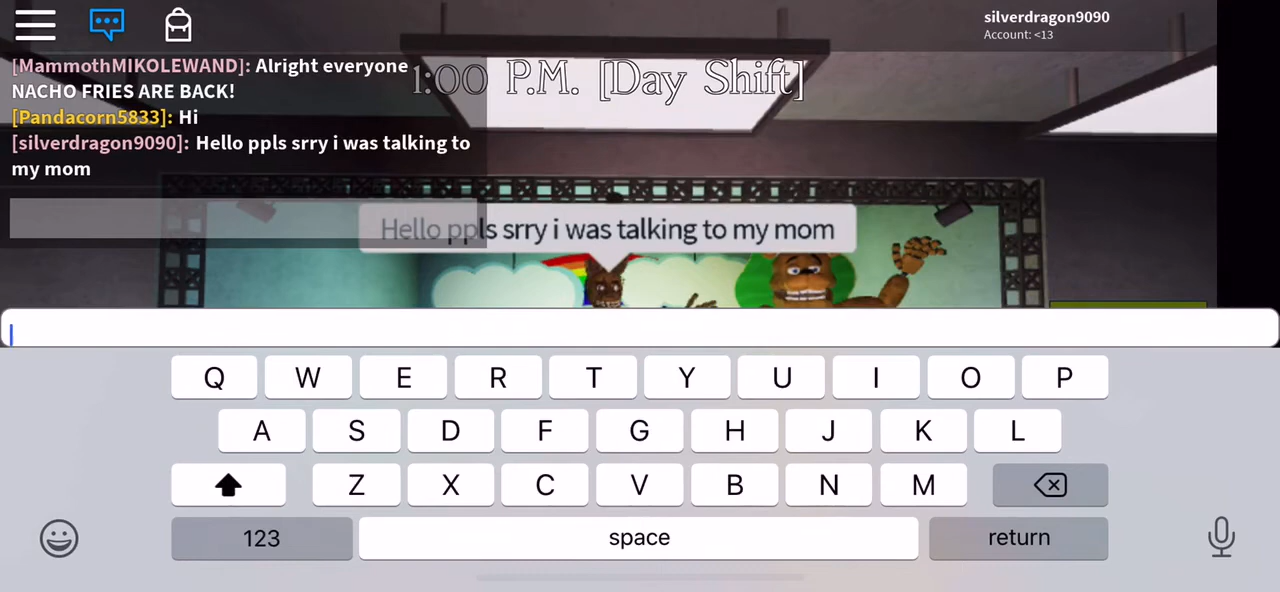 silverdragon9090
Account: <13
[MammothMIKOLEWAND]: Alright everyone
NACHO FRIES ARE BACK!
[Pandacorn5833]: Hi
[silverdragon9090]: Hello ppls srry i was talking to
my mom
1:00 P.M. [Day Shift]
Hello ppls srry i was talking to my mom
Q W E R T Y U I O P
A S D F G H J K L
Z X C V B N M
123 space return